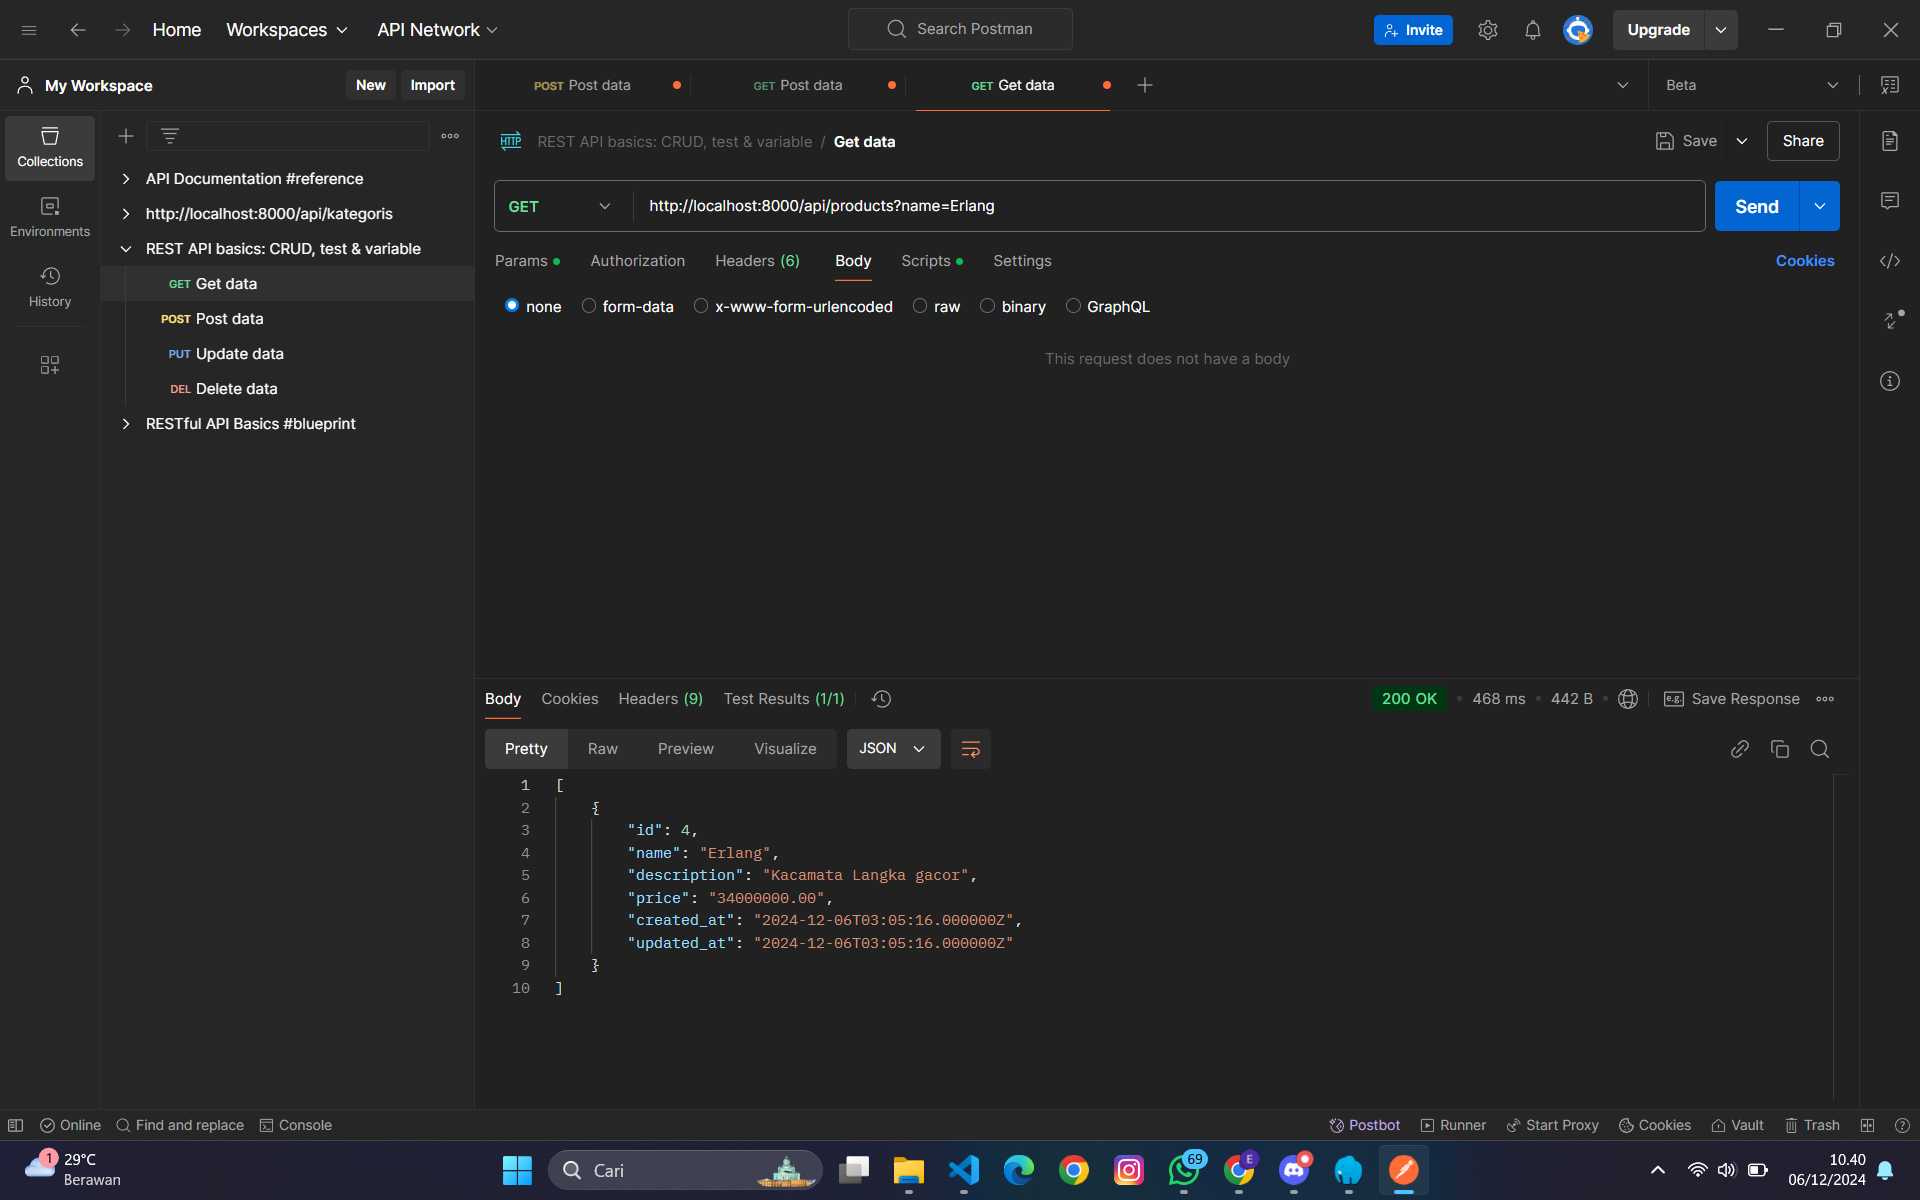 Home
Workspaces
API Network
Search Postman
Invite
Upgrade
My Workspace
New
Import
POST Post data
GET Post data
GET Get data
Beta
Collections
Environments
History
API Documentation #reference
http://localhost:8000/api/kategoris
REST API basics: CRUD, test & variable
GET Get data
POST Post data
PUT Update data
DEL Delete data
RESTful API Basics #blueprint
HTTP REST API basics: CRUD, test & variable / Get data
Save
Share
GET
http://localhost:8000/api/products?name=Erlang
Send
Params
Authorization
Headers (6)
Body
Scripts
Settings
Cookies
none
form-data
x-www-form-urlencoded
raw
binary
GraphQL
This request does not have a body
Body
Cookies
Headers (9)
Test Results (1/1)
200 OK
468 ms
442 B
e.g. Save Response
Pretty
Raw
Preview
Visualize
JSON
1 [
2 {
3 "id": 4,
4 "name": "Erlang",
5 "description": "Kacamata Langka gacor",
6 "price": "34000000.00",
7 "created_at": "2024-12-06T03:05:16.000000Z",
8 "updated_at": "2024-12-06T03:05:16.000000Z"
9 }
10 ]
Online
Find and replace
Console
Postbot
Runner
Start Proxy
Cookies
Vault
Trash
1
29°C
Berawan
Cari
69
E
10.40
06/12/2024